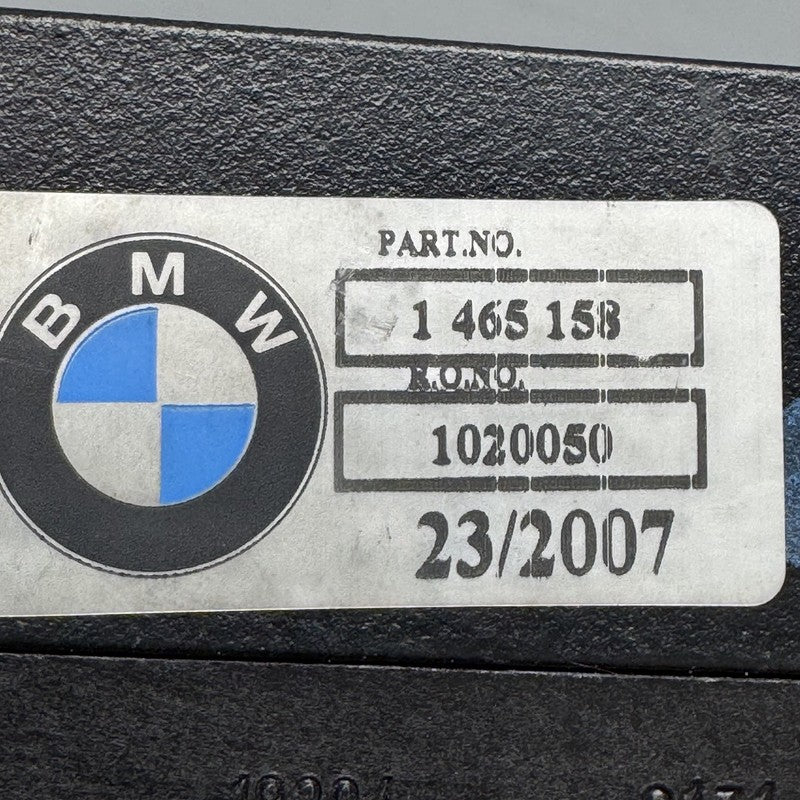 BMW
PART.NO.
1 465 158
R.O.NO.
1020050
23/2007